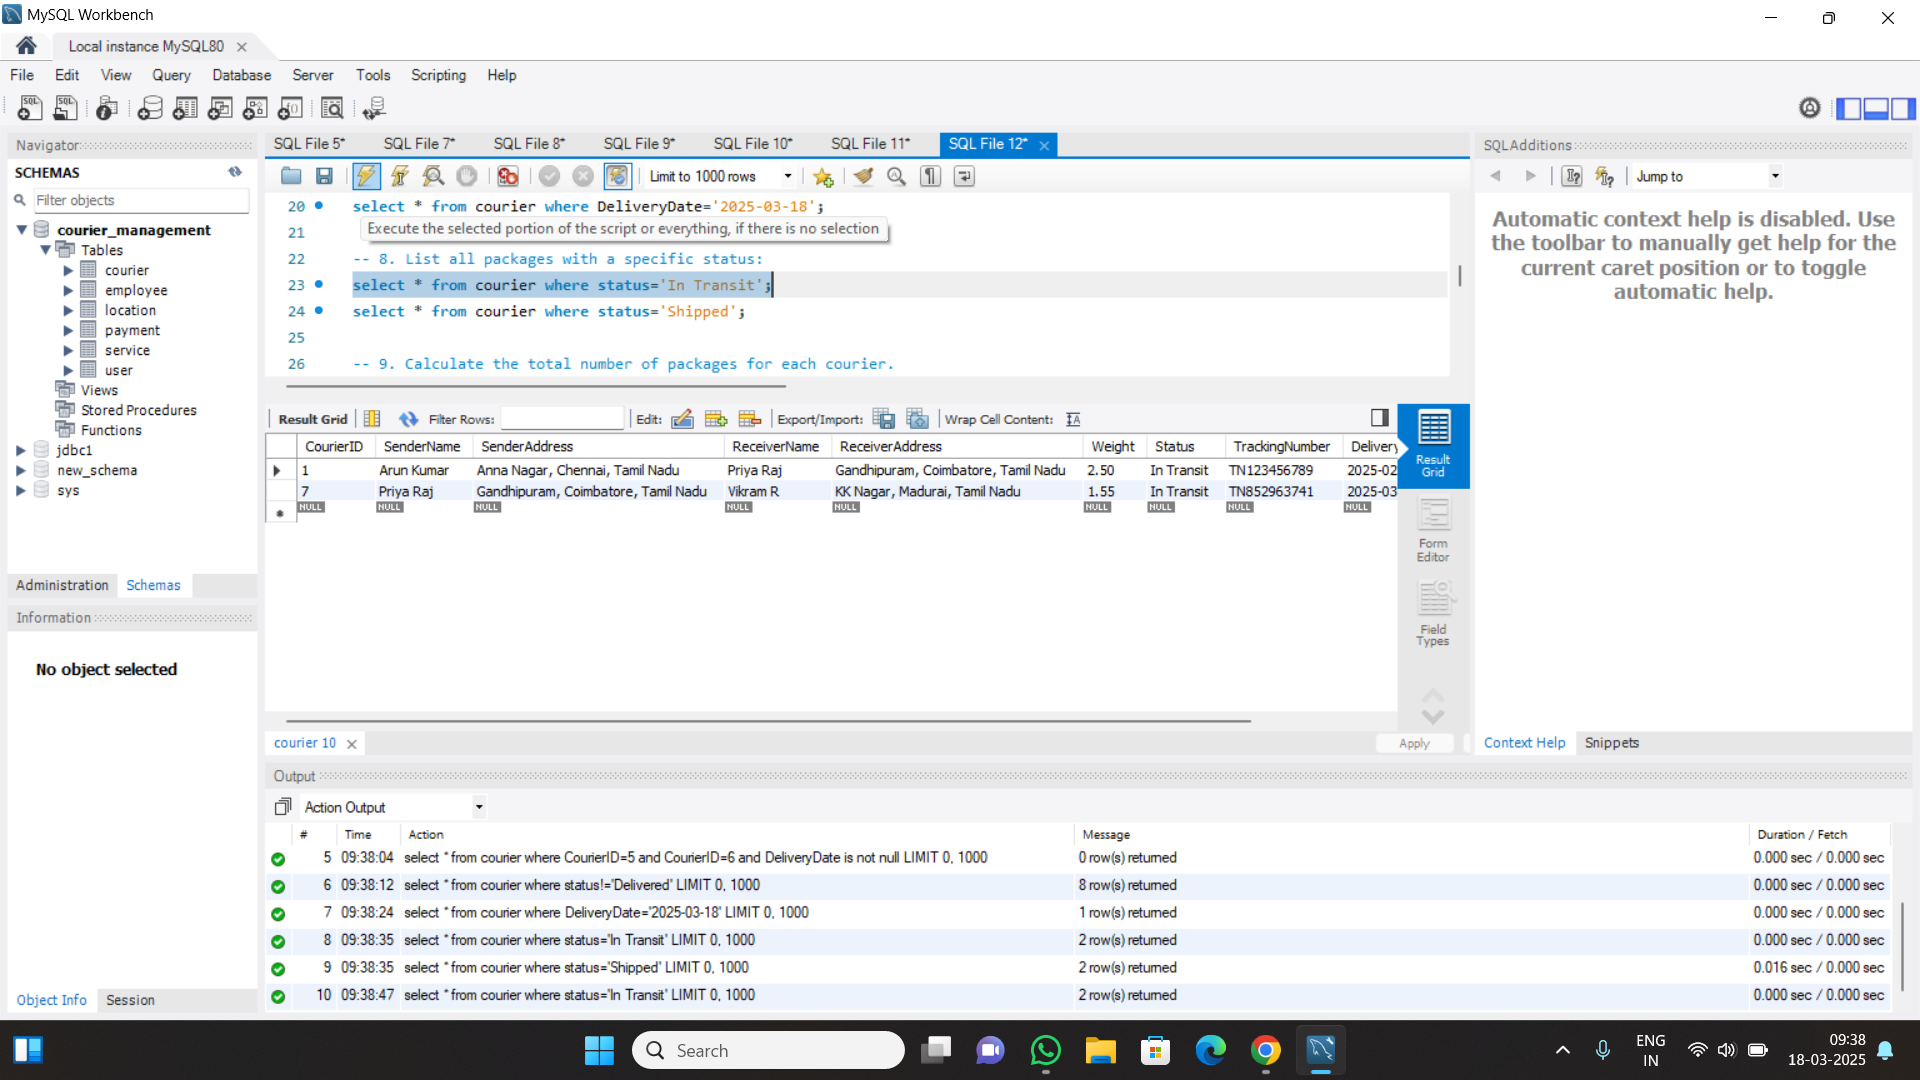 MySQL Workbench
Local instance MySQL80
File Edit View Query Database Server Tools Scripting Help
Navigator
SCHEMAS
Filter objects
courier_management
Tables
courier
employee
location
payment
service
user
Views
Stored Procedures
Functions
jdbc1
new_schema
sys
Administration Schemas
Information
No object selected
Object Info Session
SQL File 5* SQL File 7* SQL File 8* SQL File 9* SQL File 10* SQL File 11* SQL File 12*
Limit to 1000 rows
20 select * from courier where DeliveryDate='2025-03-18';
21
Execute the selected portion of the script or everything, if there is no selection
22 -- 8. List all packages with a specific status:
23 select * from courier where status='In Transit';
24 select * from courier where status='Shipped';
25
26 -- 9. Calculate the total number of packages for each courier.
Result Grid Filter Rows: Edit: Export/Import: Wrap Cell Content:
CourierID SenderName SenderAddress ReceiverName ReceiverAddress Weight Status TrackingNumber Delivery
1 Arun Kumar Anna Nagar, Chennai, Tamil Nadu Priya Raj Gandhipuram, Coimbatore, Tamil Nadu 2.50 In Transit TN123456789 2025-02
7 Priya Raj Gandhipuram, Coimbatore, Tamil Nadu Vikram R KK Nagar, Madurai, Tamil Nadu 1.55 In Transit TN852963741 2025-03
NULL NULL NULL NULL NULL NULL NULL NULL NULL
Result Grid
Form Editor
Field Types
courier 10
Apply
SQLAdditions
Jump to
Automatic context help is disabled. Use
the toolbar to manually get help for the
current caret position or to toggle
automatic help.
Context Help Snippets
Output
Action Output
# Time Action Message Duration / Fetch
5 09:38:04 select * from courier where CourierID=5 and CourierID=6 and DeliveryDate is not null LIMIT 0, 1000 0 row(s) returned 0.000 sec / 0.000 sec
6 09:38:12 select * from courier where status!='Delivered' LIMIT 0, 1000 8 row(s) returned 0.000 sec / 0.000 sec
7 09:38:24 select * from courier where DeliveryDate='2025-03-18' LIMIT 0, 1000 1 row(s) returned 0.000 sec / 0.000 sec
8 09:38:35 select * from courier where status='In Transit' LIMIT 0, 1000 2 row(s) returned 0.000 sec / 0.000 sec
9 09:38:35 select * from courier where status='Shipped' LIMIT 0, 1000 2 row(s) returned 0.016 sec / 0.000 sec
10 09:38:47 select * from courier where status='In Transit' LIMIT 0, 1000 2 row(s) returned 0.000 sec / 0.000 sec
Search
ENG
IN
09:38
18-03-2025